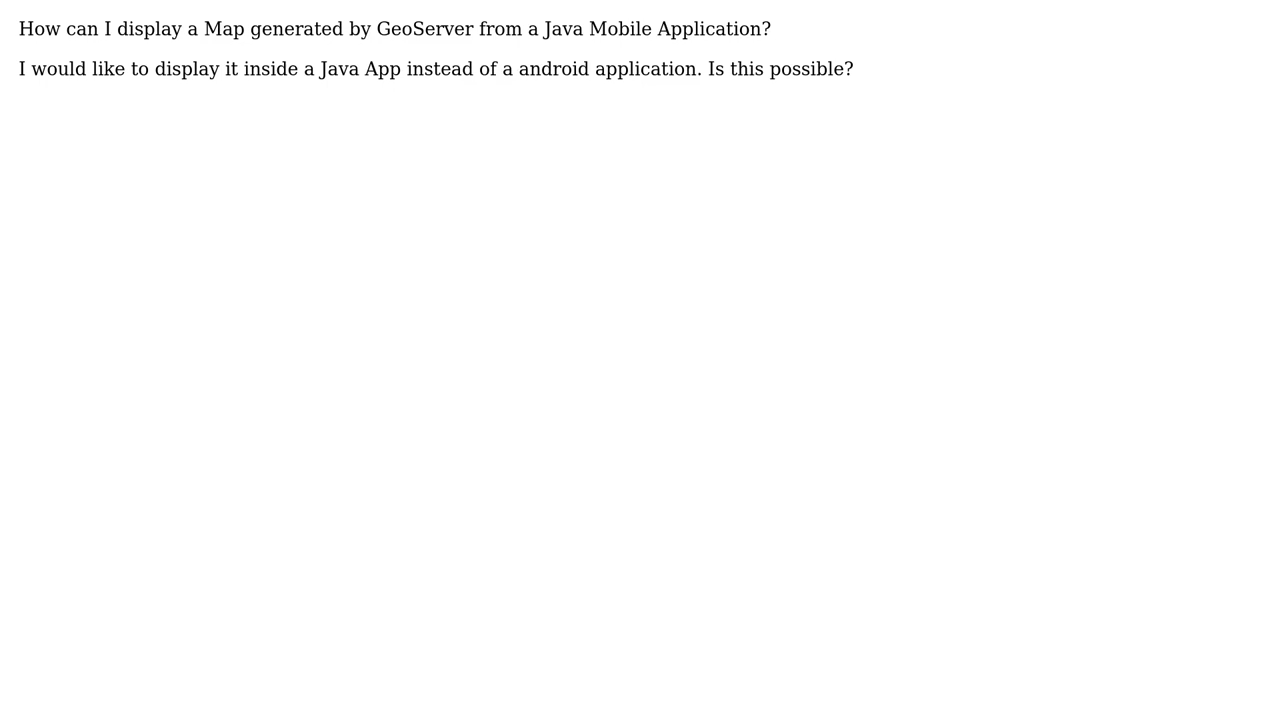 How can I display a Map generated by GeoServer from a Java Mobile Application?
I would like to display it inside a Java App instead of a android application. Is this possible?